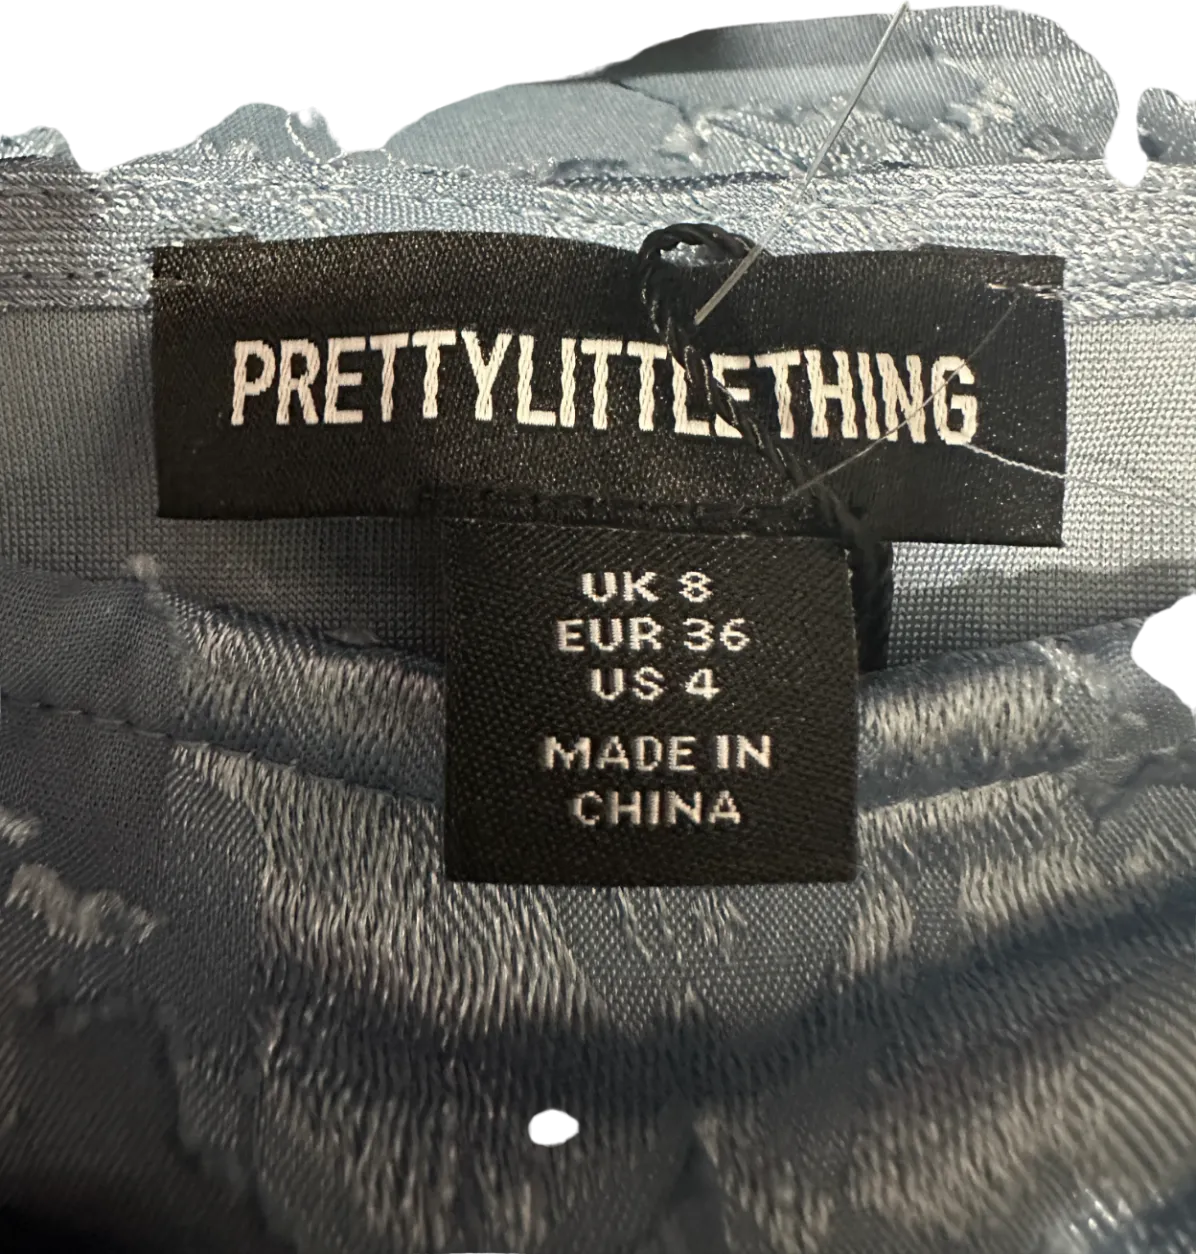 PRETTYLITTLETHING
UK 8
EUR 36
US 4
MADE IN
CHINA